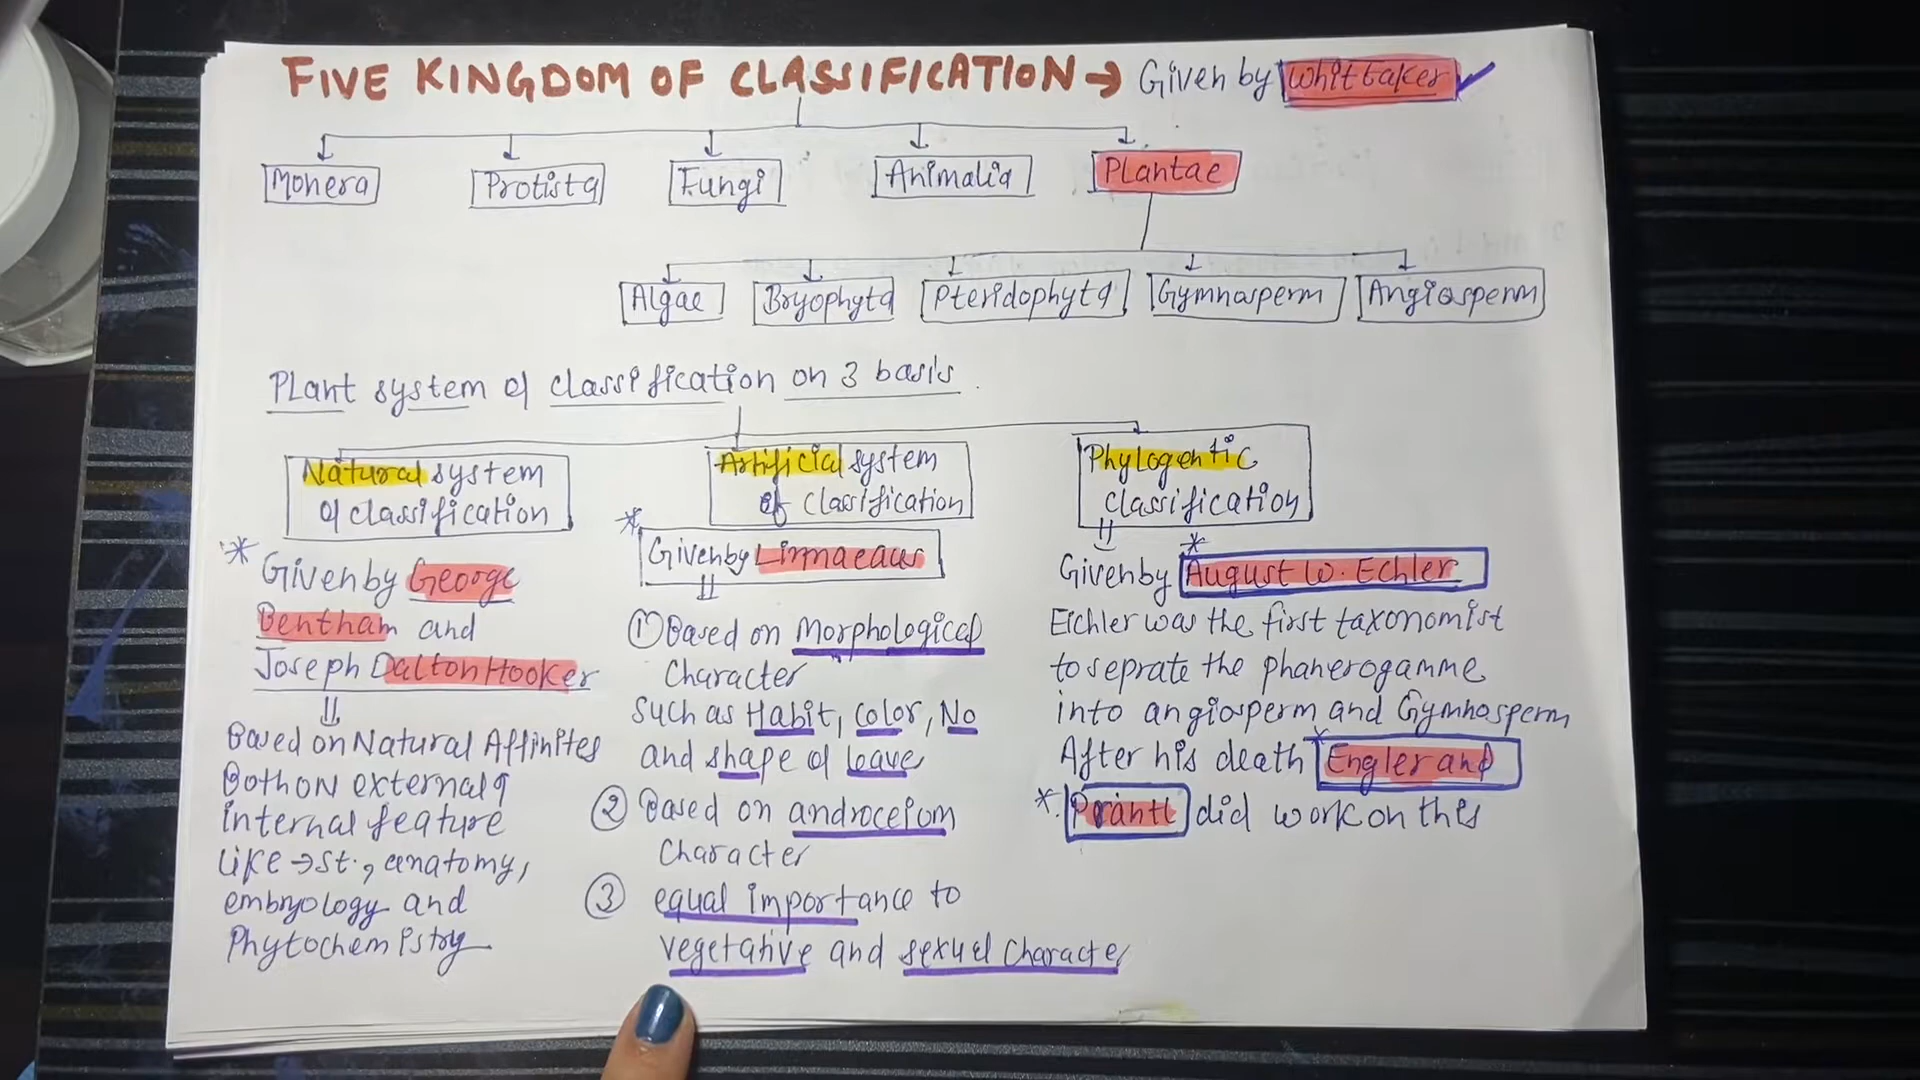 FIVE KINGDOM OF CLASSIFICATION → Given by Whittaker ✓
Monera Protista Fungi Animalia Plantae
Algae Bryophyta Pteridophyta Gymnosperm Angiosperm
Plant system of classification on 3 basis.
Natural system
of classification
* Given by George
Bentham and
Joseph Dalton Hooker
Based on Natural Affinites
Both ON external &
internal feature
Like → st., anatomy,
embryology and
Phytochemistry
Artificial system
of classification
* Given by Linnaeaus
① Based on Morphological
Character
such as Habit, Color, No
and shape of leave
② Based on androceiom
Character
③ equal importance to
vegetative and sexual Character
Phylogentic
classification
* Given by August W. Echler
Eichler was the first taxonomist
to seprate the phanerogamme
into angiosperm and Gymnosperm
After his death * Engler and
*. Prantl did work on this